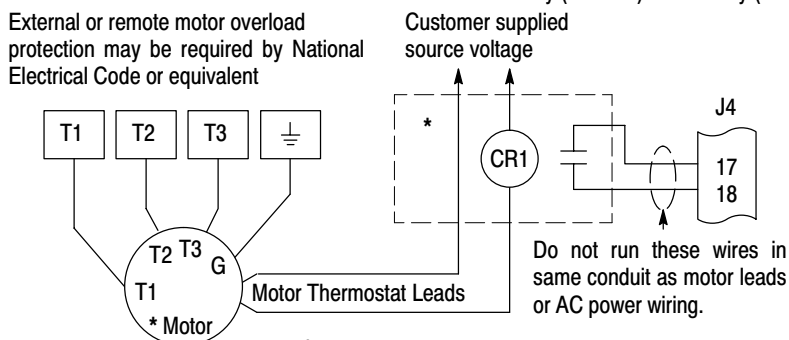 External or remote motor overload
protection may be required by National
Electrical Code or equivalent
Customer supplied
source voltage
T1
T2
T3
*
CR1
J4
17
18
T2
T3
G
T1
* Motor
Motor Thermostat Leads
Do not run these wires in
same conduit as motor leads
or AC power wiring.